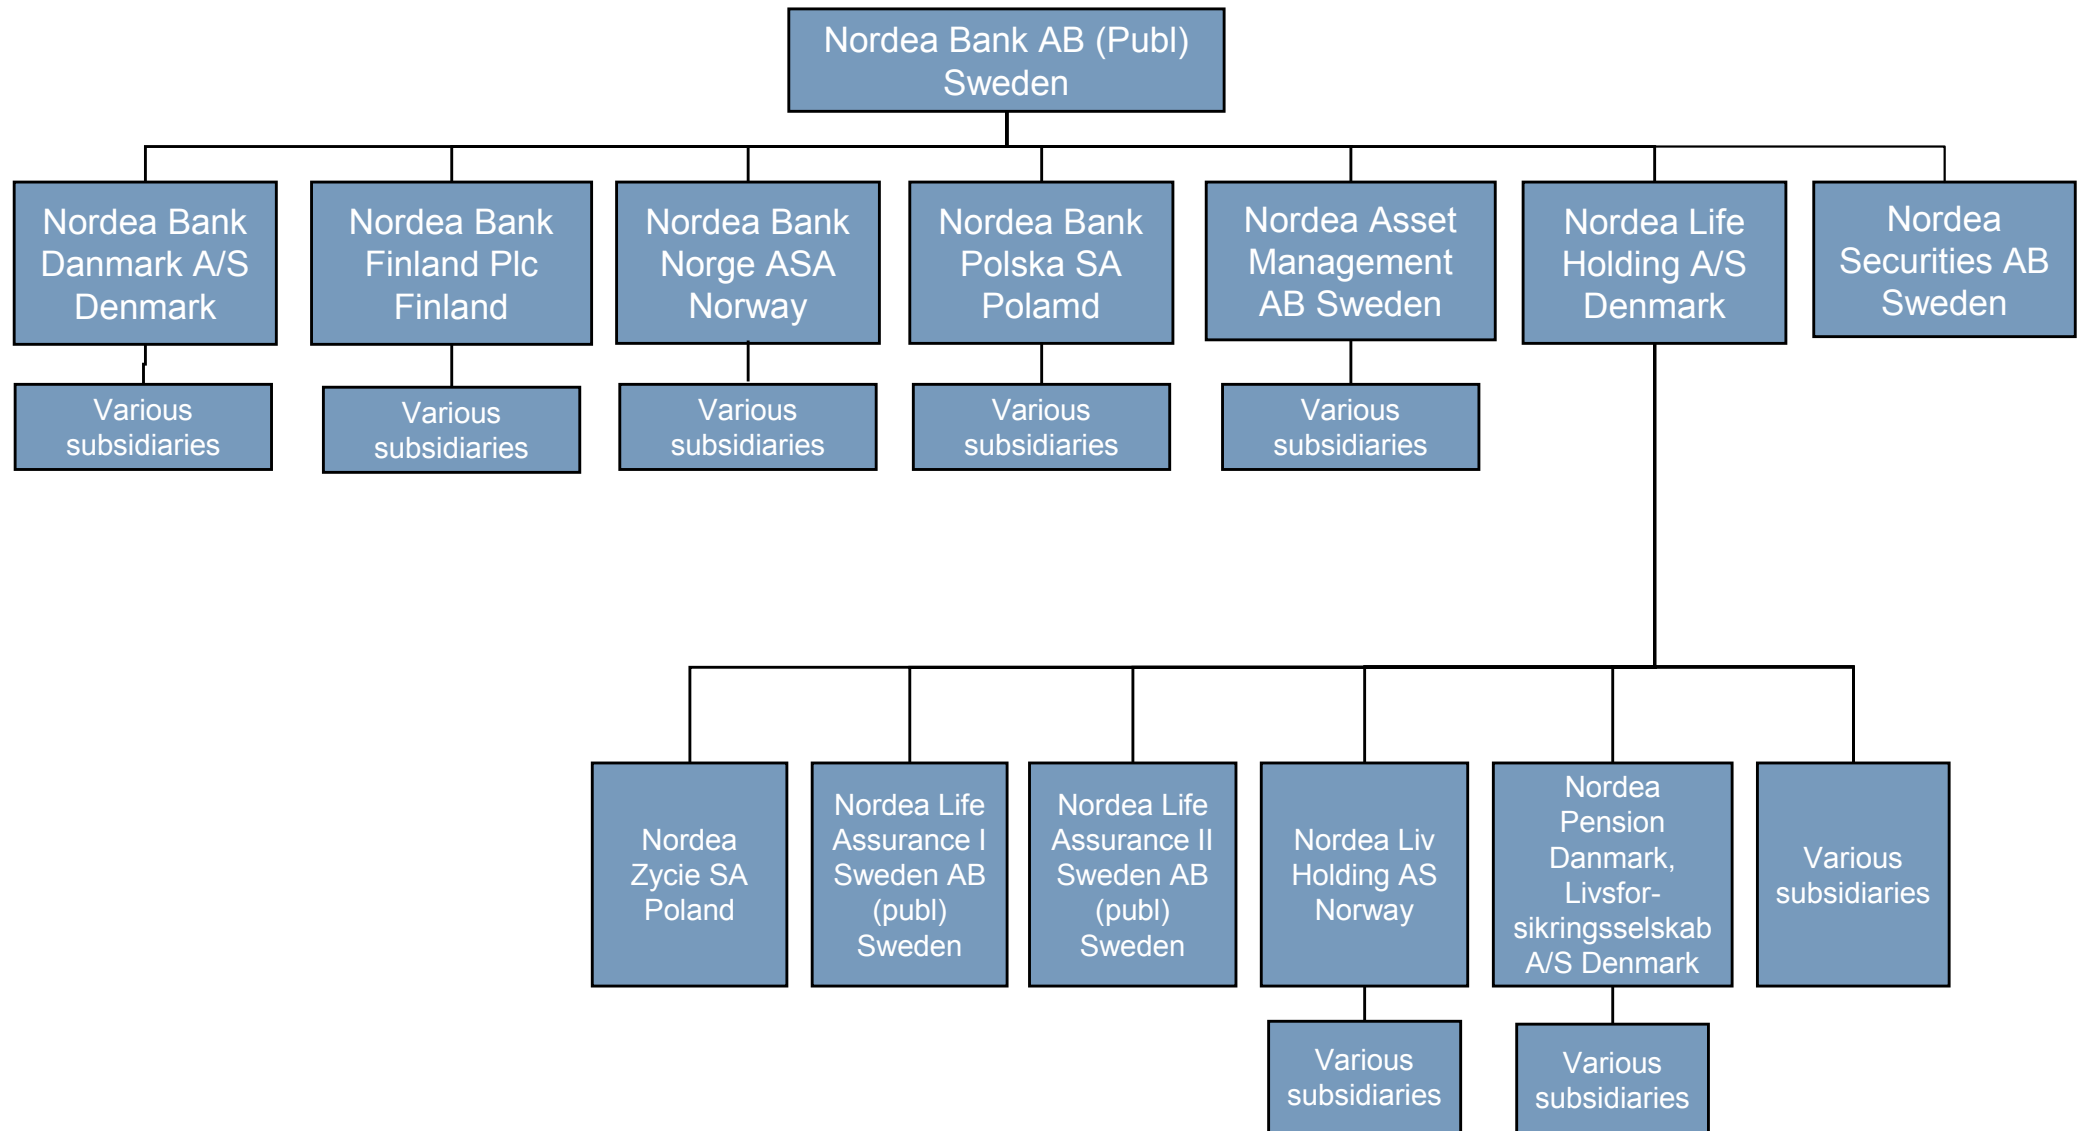 Nordea Bank AB (Publ)
Sweden
Nordea Bank
Danmark A/S
Denmark
Nordea Bank
Finland Plc
Finland
Nordea Bank
Norge ASA
Norway
Nordea Bank
Polska SA
Polamd
Nordea Asset
Management
AB Sweden
Nordea Life
Holding A/S
Denmark
Nordea
Securities AB
Sweden
Various
subsidiaries
Various
subsidiaries
Various
subsidiaries
Various
subsidiaries
Various
subsidiaries
Nordea
Zycie SA
Poland
Nordea Life
Assurance I
Sweden AB
(publ)
Sweden
Nordea Life
Assurance II
Sweden AB
(publ)
Sweden
Nordea Liv
Holding AS
Norway
Nordea
Pension
Danmark,
Livsfor-
sikringsselskab
A/S Denmark
Various
subsidiaries
Various
subsidiaries
Various
subsidiaries